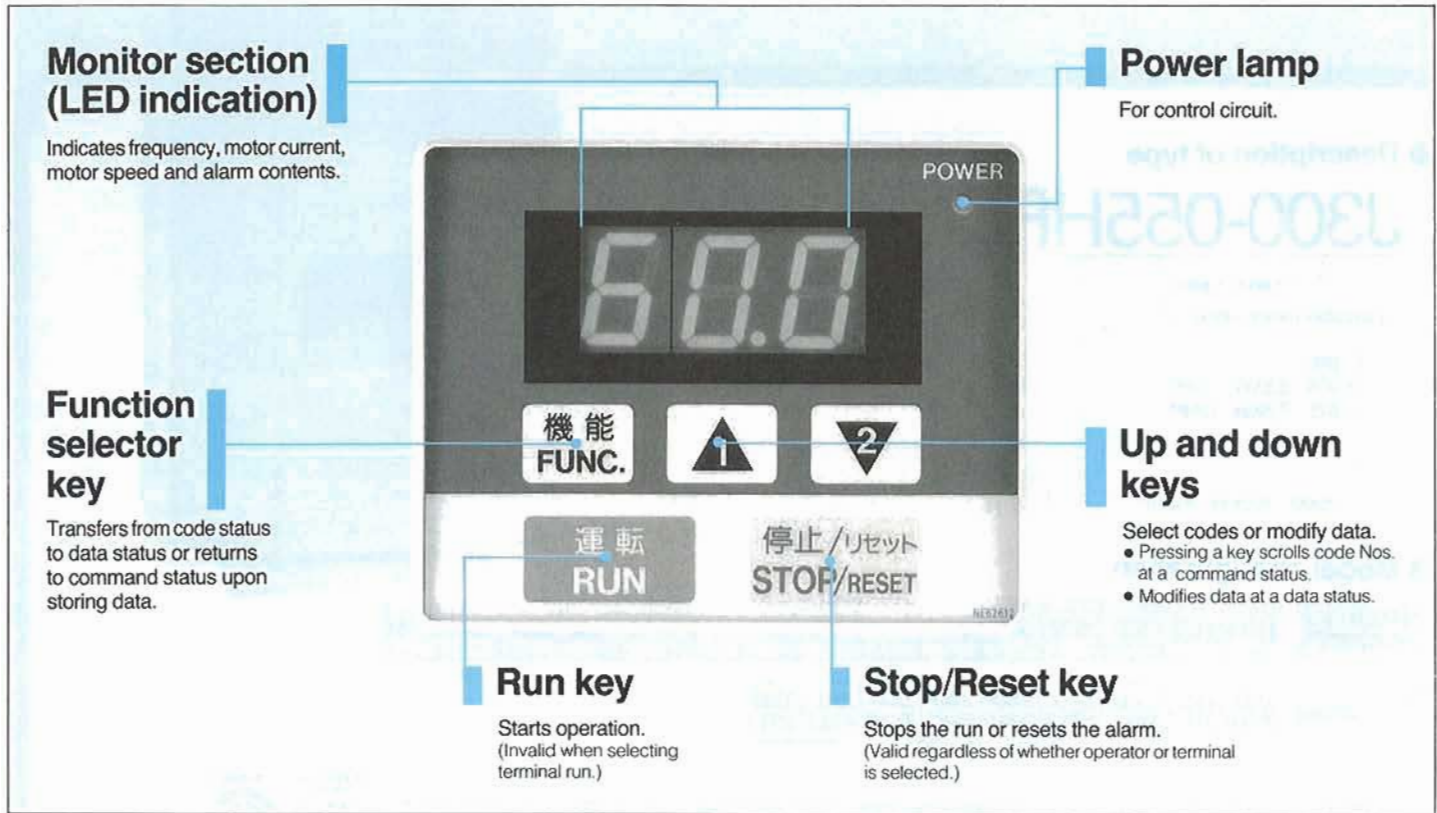 Monitor section
(LED indication)
Indicates frequency, motor current,
motor speed and alarm contents.
Power lamp
For control circuit.
POWER
60.0
Function
selector
key
Transfers from code status
to data status or returns
to command status upon
storing data.
機能
FUNC.
1
2
Up and down
keys
Select codes or modify data.
● Pressing a key scrolls code Nos.
at a command status.
● Modifies data at a data status.
運転
RUN
停止/リセット
STOP/RESET
Run key
Starts operation.
(Invalid when selecting
terminal run.)
Stop/Reset key
Stops the run or resets the alarm.
(Valid regardless of whether operator or terminal
is selected.)
J300-055HF
Description of type